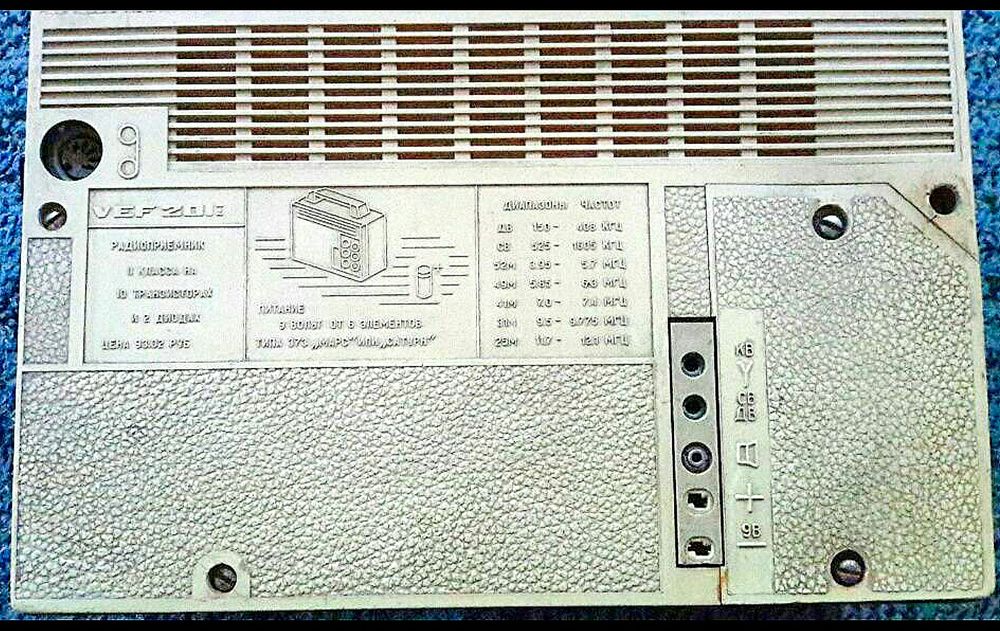 VEF 201
РАДИОПРИЕМНИК
II КЛАССА НА
10 ТРАНЗИСТОРАХ
И 2 ДИОДАХ
ЦЕНА 93.02 РУБ
+
ПИТАНИЕ
9 ВОЛЬТ ОТ 6 ЭЛЕМЕНТОВ
ТИПА 373 „МАРС" ИЛИ „САТУРН"
ДИАПАЗОНЫ ЧАСТОТ
ДВ 150 - 408 КГЦ
СВ 525 - 1605 КГЦ
52М 3.95 - 5.7 МГЦ
49М 5.85 - 6.3 МГЦ
41М 7.0 - 7.4 МГЦ
31М 9.5 - 9.775 МГЦ
25М 11.7 - 12.1 МГЦ
КВ
СВ
ДВ
+
9В